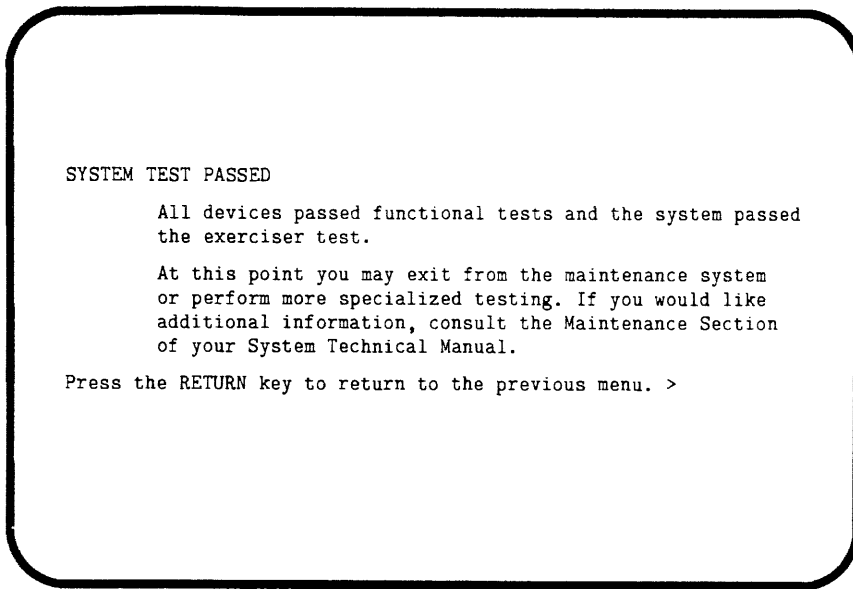 SYSTEM TEST PASSED
All devices passed functional tests and the system passed
the exerciser test.
At this point you may exit from the maintenance system
or perform more specialized testing. If you would like
additional information, consult the Maintenance Section
of your System Technical Manual.
Press the RETURN key to return to the previous menu. >